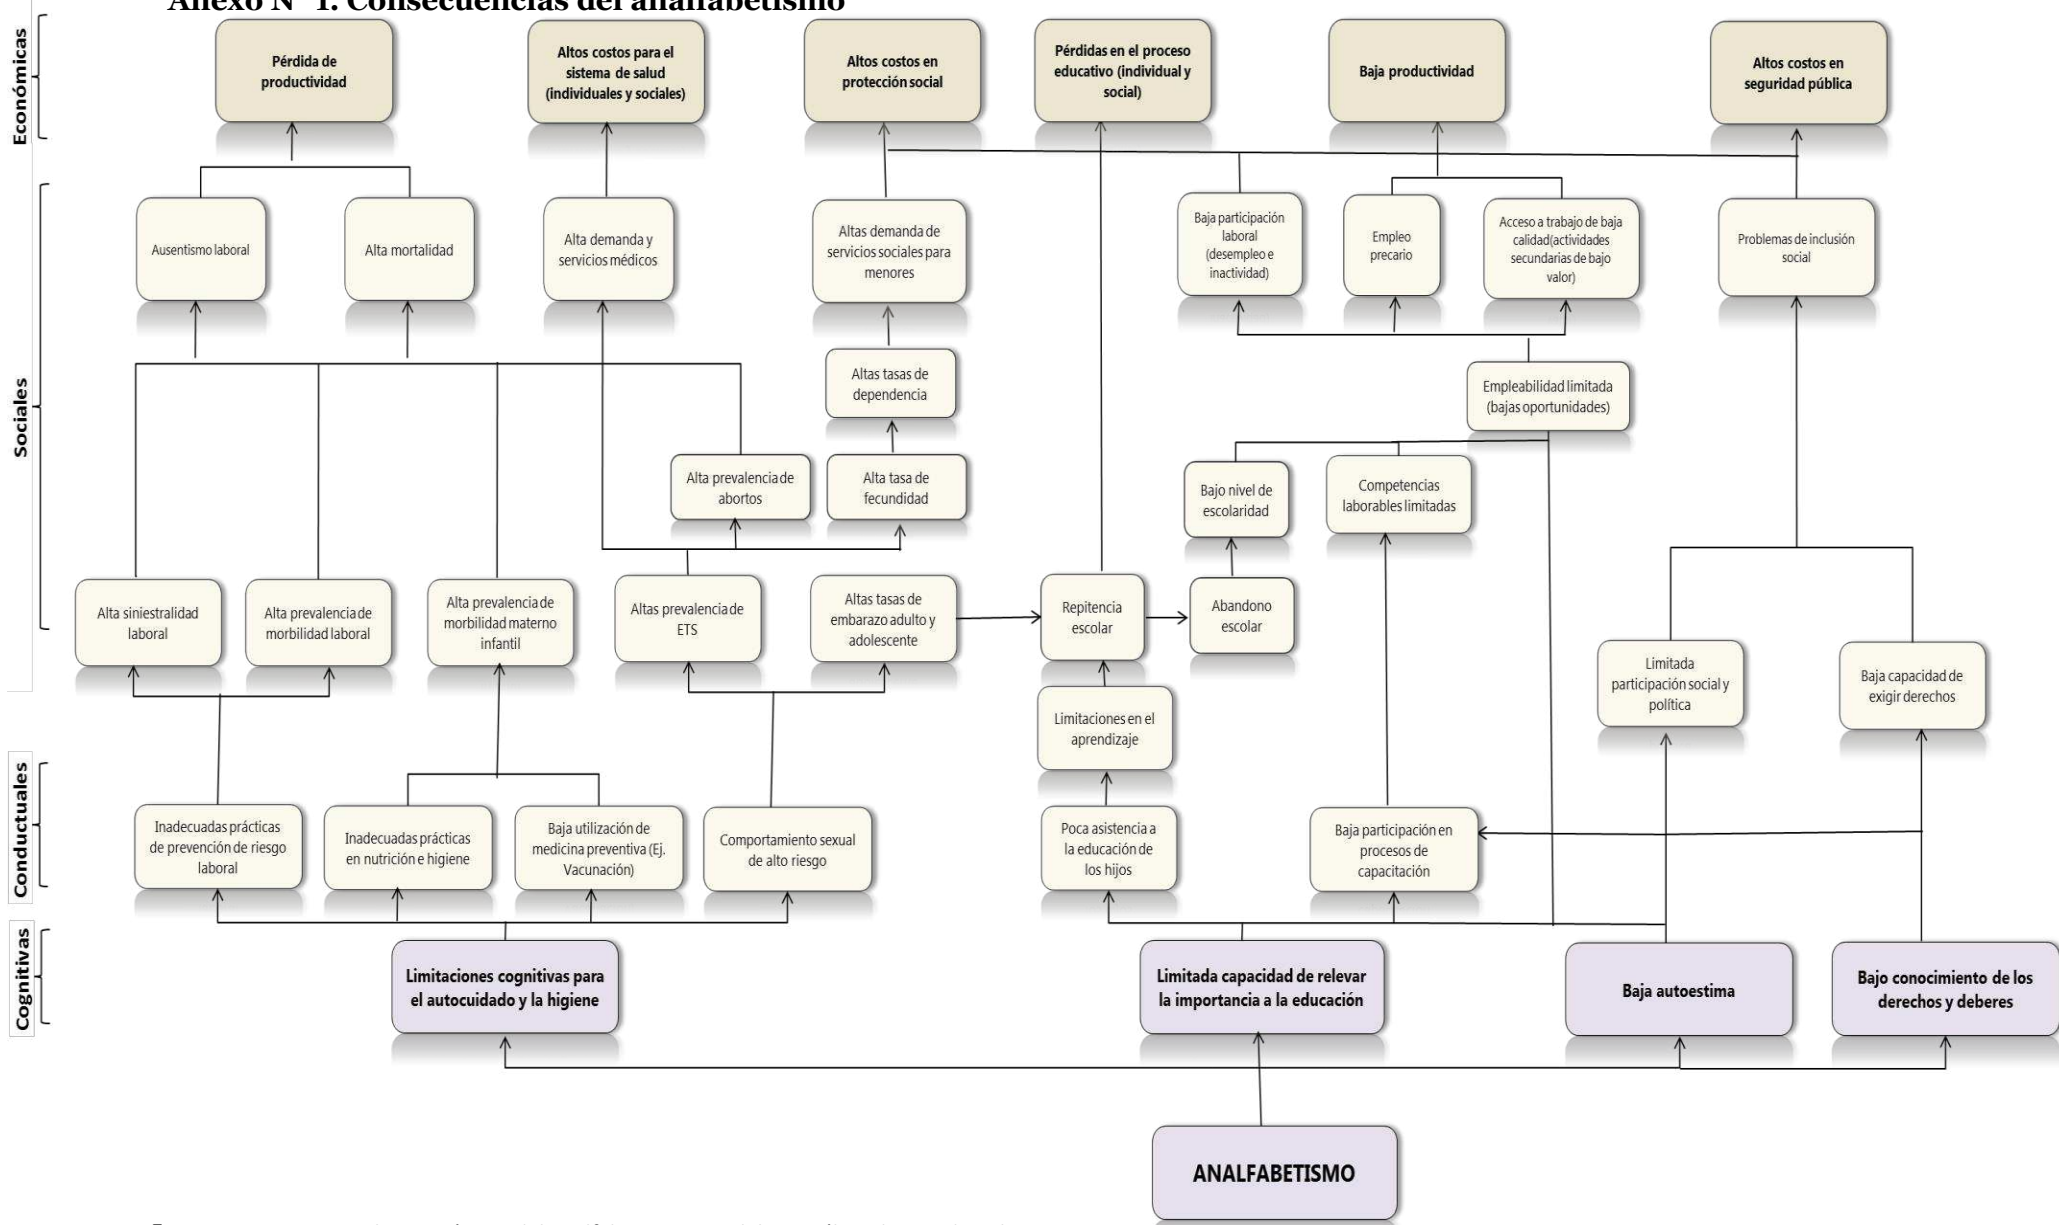 Anexo N° 1. Consecuencias del analfabetismo
Económicas
Pérdida de
productividad
Altos costos para el
sistema de salud
(individuales y sociales)
Altos costos en
protección social
Pérdidas en el proceso
educativo (individual y
social)
Baja productividad
Altos costos en
seguridad pública
Sociales
Ausentismo laboral
Alta mortalidad
Alta demanda y
servicios médicos
Altas demanda de
servicios sociales para
menores
Baja participación
laboral
(desempleo e
inactividad)
Empleo
precario
Acceso a trabajo de baja
calidad(actividades
secundarias de bajo
valor)
Problemas de inclusión
social
Altas tasas de
dependencia
Empleabilidad limitada
(bajas oportunidades)
Alta prevalencia de
abortos
Alta tasa de
fecundidad
Bajo nivel de
escolaridad
Competencias
laborables limitadas
Alta siniestralidad
laboral
Alta prevalencia de
morbilidad laboral
Alta prevalencia de
morbilidad materno
infantil
Altas prevalencia de
ETS
Altas tasas de
embarazo adulto y
adolescente
Repitencia
escolar
Abandono
escolar
Limitada
participación social y
política
Baja capacidad de
exigir derechos
Limitaciones en el
aprendizaje
Conductuales
Inadecuadas prácticas
de prevención de riesgo
laboral
Inadecuadas prácticas
en nutrición e higiene
Baja utilización de
medicina preventiva (Ej.
Vacunación)
Comportamiento sexual
de alto riesgo
Poca asistencia a
la educación de
los hijos
Baja participación en
procesos de
capacitación
Cognitivas
Limitaciones cognitivas para
el autocuidado y la higiene
Limitada capacidad de relevar
la importancia a la educación
Baja autoestima
Bajo conocimiento de los
derechos y deberes
ANALFABETISMO